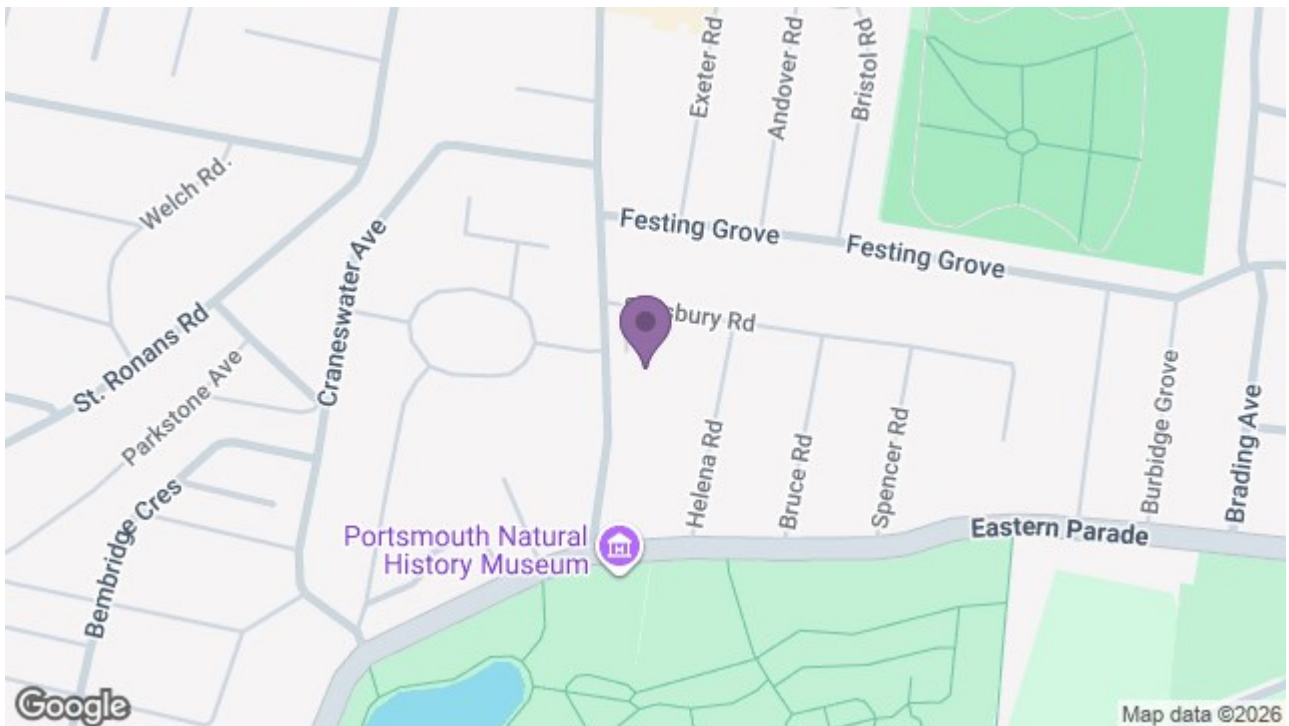 Exeter Rd
Andover Rd
Bristol Rd
Welch Rd.
Festing Grove
Festing Grove
Craneswater Ave
St. Ronans Rd
Parkstone Ave
sbury Rd
Helena Rd
Bruce Rd
Spencer Rd
Burbidge Grove
Brading Ave
Bembridge Cres
Portsmouth Natural
History Museum
Eastern Parade
Google
Map data ©2026